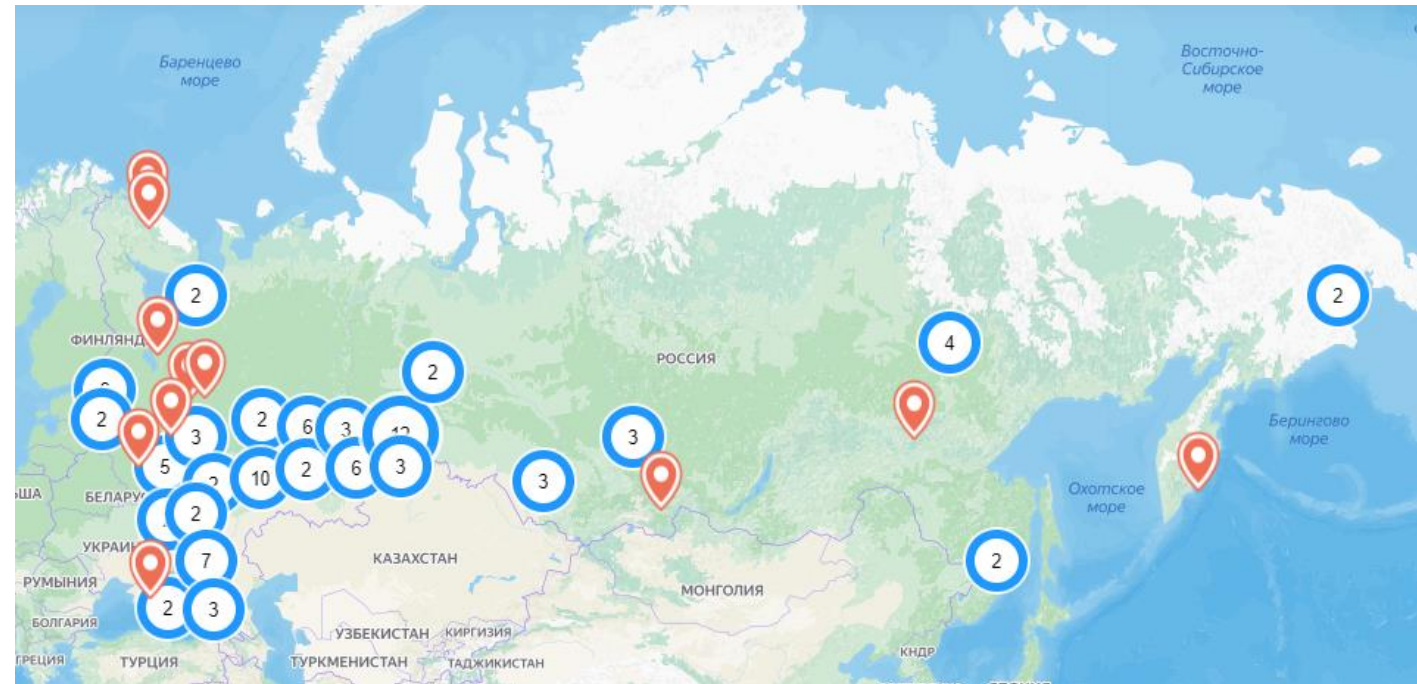 Баренцево
море
Восточно-
Сибирское
море
2
2
ФИНЛЯНД
4
РОССИЯ
2
2
2
6
3
12
3
3
Берингово
море
5
10
2
6
3
3
ЬША
БЕЛАРУ
2
Охотское
море
2
УКРАИН
7
КАЗАХСТАН
2
РУМЫНИЯ
МОНГОЛИЯ
2
3
БОЛГАРИЯ
УЗБЕКИСТАН
КИРГИЗИЯ
ГРЕЦИЯ
ТУРЦИЯ
ТУРКМЕНИСТАН
ТАДЖИКИСТАН
КНДР